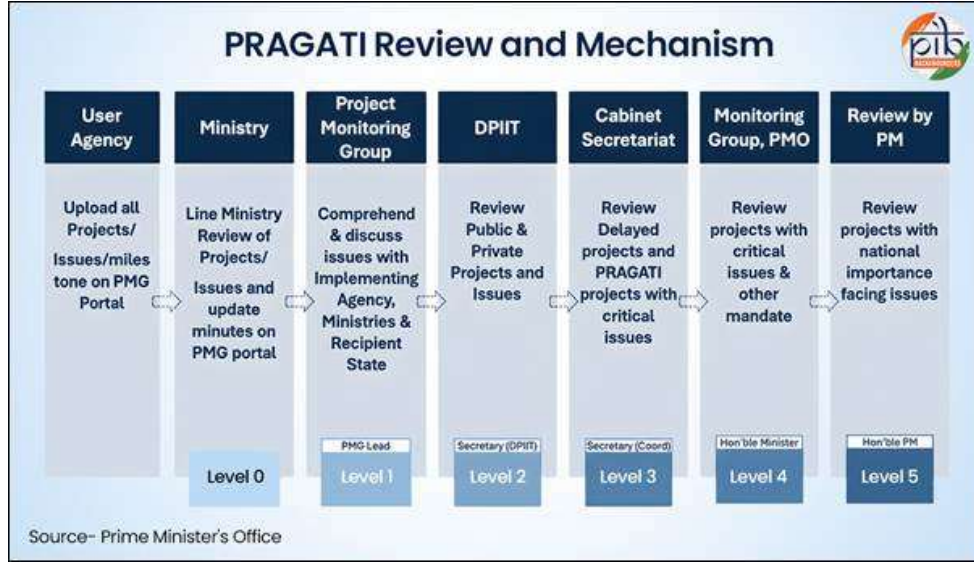 PRAGATI Review and Mechanism
pib
BACKGROUNDERS
User
Agency
Upload all
Projects/
Issues/miles
tone on PMG
Portal
Ministry
Line Ministry
Review of
Projects/
Issues and
update
minutes on
PMG portal
Level 0
Project
Monitoring
Group
Comprehend
& discuss
issues with
Implementing
Agency,
Ministries &
Recipient
State
PMG Lead
Level 1
DPIIT
Review
Public &
Private
Projects and
Issues
Secretary (DPIIT)
Level 2
Cabinet
Secretariat
Review
Delayed
projects and
PRAGATI
projects with
critical
issues
Secretary (Coord)
Level 3
Monitoring
Group, PMO
Review
projects with
critical
issues &
other
mandate
Hon'ble Minister
Level 4
Review by
PM
Review
projects with
national
importance
facing issues
Hon'ble PM
Level 5
Source- Prime Minister's Office